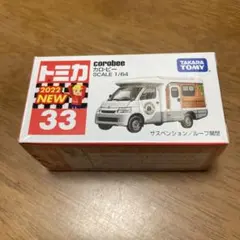 トミカ
corobee
カロ・ビー
SCALE 1/64
TAKARA
TOMY
2022
NEW
33
サスペンション/ルーフ開閉